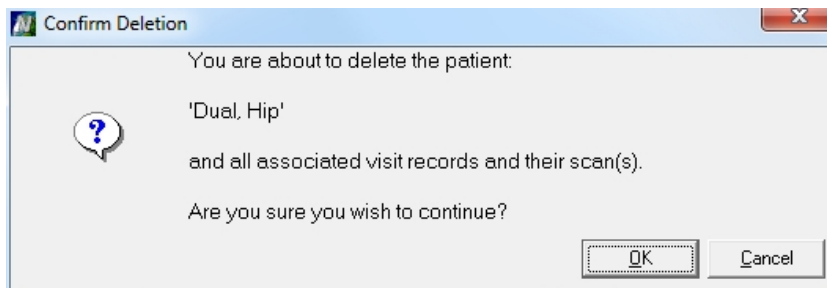 Confirm Deletion
You are about to delete the patient:
'Dual, Hip'
and all associated visit records and their scan(s).
Are you sure you wish to continue?
OK
Cancel